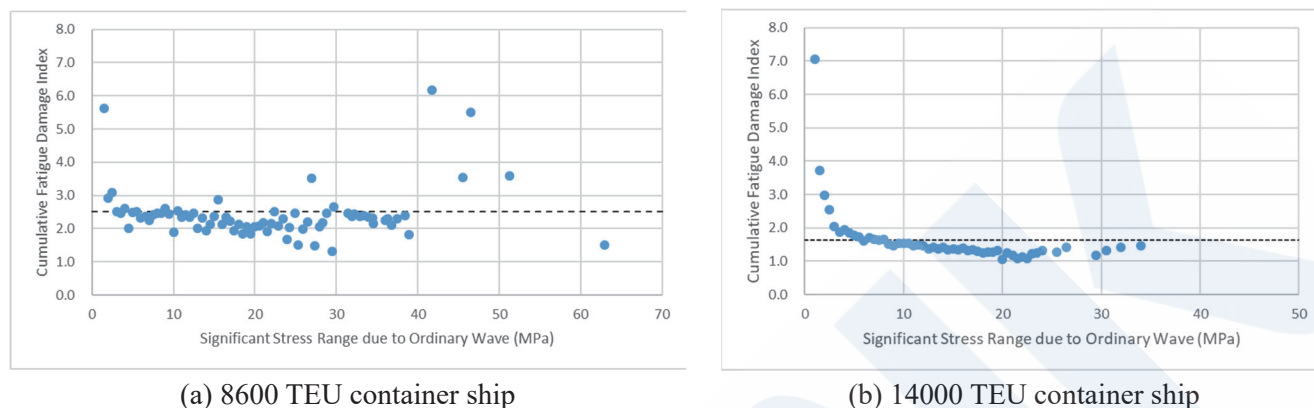 8.0
7.0
6.0
5.0
4.0
3.0
2.0
1.0
0.0
Cumulative Fatigue Damage Index
0 10 20 30 40 50 60 70
Significant Stress Range due to Ordinary Wave (MPa)
(a) 8600 TEU container ship
8.0
7.0
6.0
5.0
4.0
3.0
2.0
1.0
0.0
Cumulative Fatigue Damage Index
0 10 20 30 40 50
Significant Stress Range due to Ordinary Wave (MPa)
(b) 14000 TEU container ship